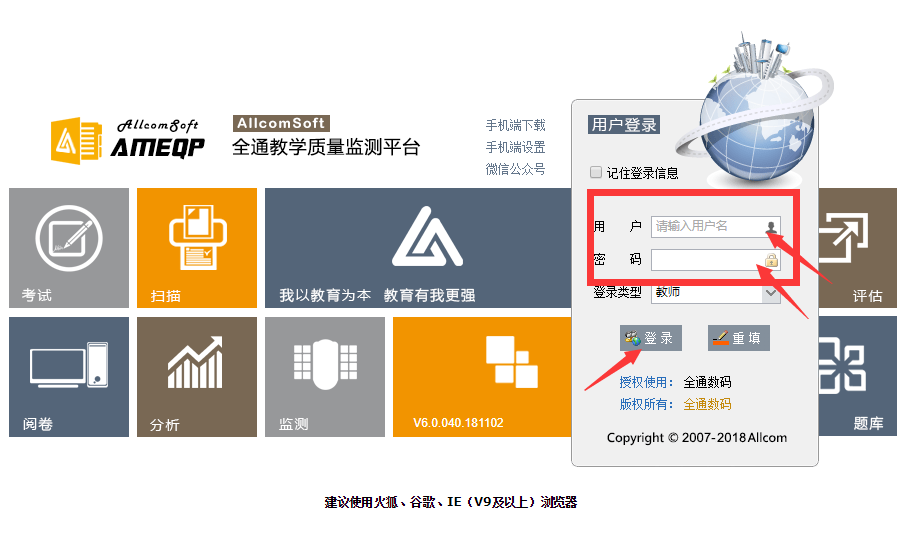 AllcomSoft
AMEQP
AllcomSoft
全通教学质量监测平台
手机端下载
手机端设置
微信公众号
考试
扫描
我以教育为本 教育有我更强
评估
阅卷
分析
监测
V6.0.040.181102
题库
用户登录
记住登录信息
用 户 请输入用户名
密 码
登录类型 教师
登 录 重 填
授权使用： 全通数码
版权所有： 全通数码
Copyright © 2007-2018Allcom
建议使用火狐、谷歌、IE（V9及以上）浏览器